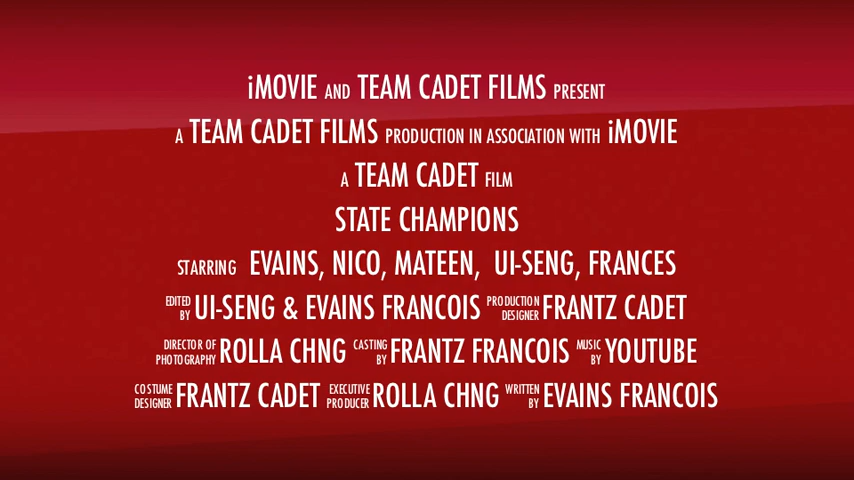 iMOVIE AND TEAM CADET FILMS PRESENT
A TEAM CADET FILMS PRODUCTION IN ASSOCIATION WITH iMOVIE
A TEAM CADET FILM
STATE CHAMPIONS
STARRING EVAINS, NICO, MATEEN, UI-SENG, FRANCES
EDITED BY UI-SENG & EVAINS FRANCOIS PRODUCTION DESIGNER FRANTZ CADET
DIRECTOR OF PHOTOGRAPHY ROLLA CHNG CASTING BY FRANTZ FRANCOIS MUSIC BY YOUTUBE
COSTUME DESIGNER FRANTZ CADET EXECUTIVE PRODUCER ROLLA CHNG WRITTEN BY EVAINS FRANCOIS